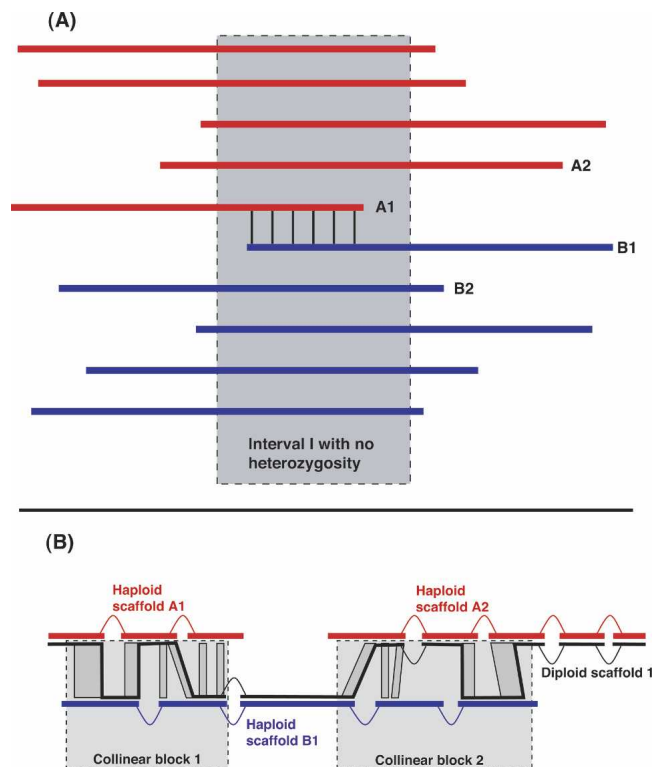 (A)
A2
A1
B1
B2
Interval I with no
heterozygosity
(B)
Haploid
scaffold A1
Haploid
scaffold A2
Diploid scaffold 1
Haploid
scaffold B1
Collinear block 1
Collinear block 2